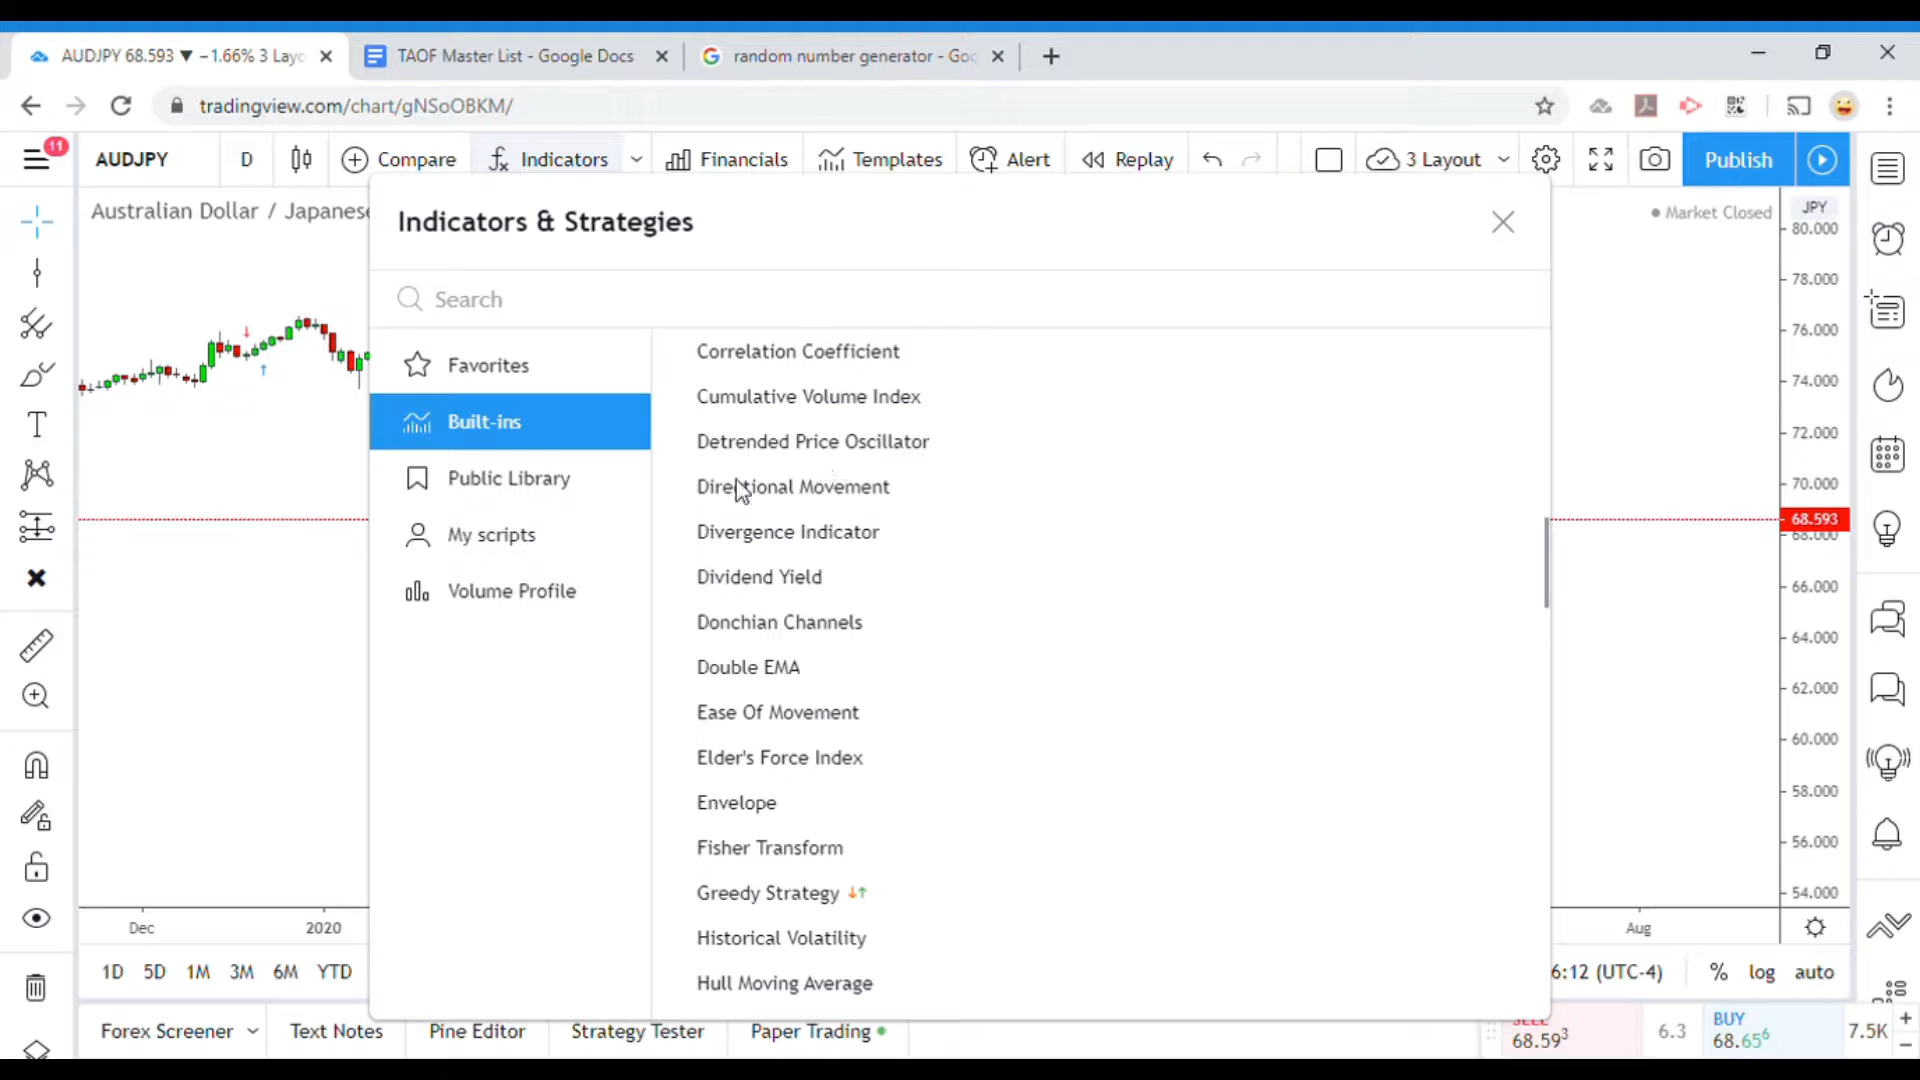 AUDJPY 68.593 ▼ −1.66% 3 Layo
TAOF Master List - Google Docs
random number generator - Goo
tradingview.com/chart/gNSoOBKM/
11
AUDJPY
D
Compare
Indicators
Financials
Templates
Alert
Replay
3 Layout
Publish
Australian Dollar / Japanese
Market Closed
JPY
Indicators & Strategies
Search
Favorites
Built-ins
Public Library
My scripts
Volume Profile
Correlation Coefficient
Cumulative Volume Index
Detrended Price Oscillator
Directional Movement
Divergence Indicator
Dividend Yield
Donchian Channels
Double EMA
Ease Of Movement
Elder's Force Index
Envelope
Fisher Transform
Greedy Strategy
Historical Volatility
Hull Moving Average
80.000
78.000
76.000
74.000
72.000
70.000
68.593
68.000
66.000
64.000
62.000
60.000
58.000
56.000
54.000
Dec
2020
Aug
1D 5D 1M 3M 6M YTD
6:12 (UTC-4)
% log auto
Forex Screener
Text Notes
Pine Editor
Strategy Tester
Paper Trading
SELL
68.593
6.3
BUY
68.656
7.5K